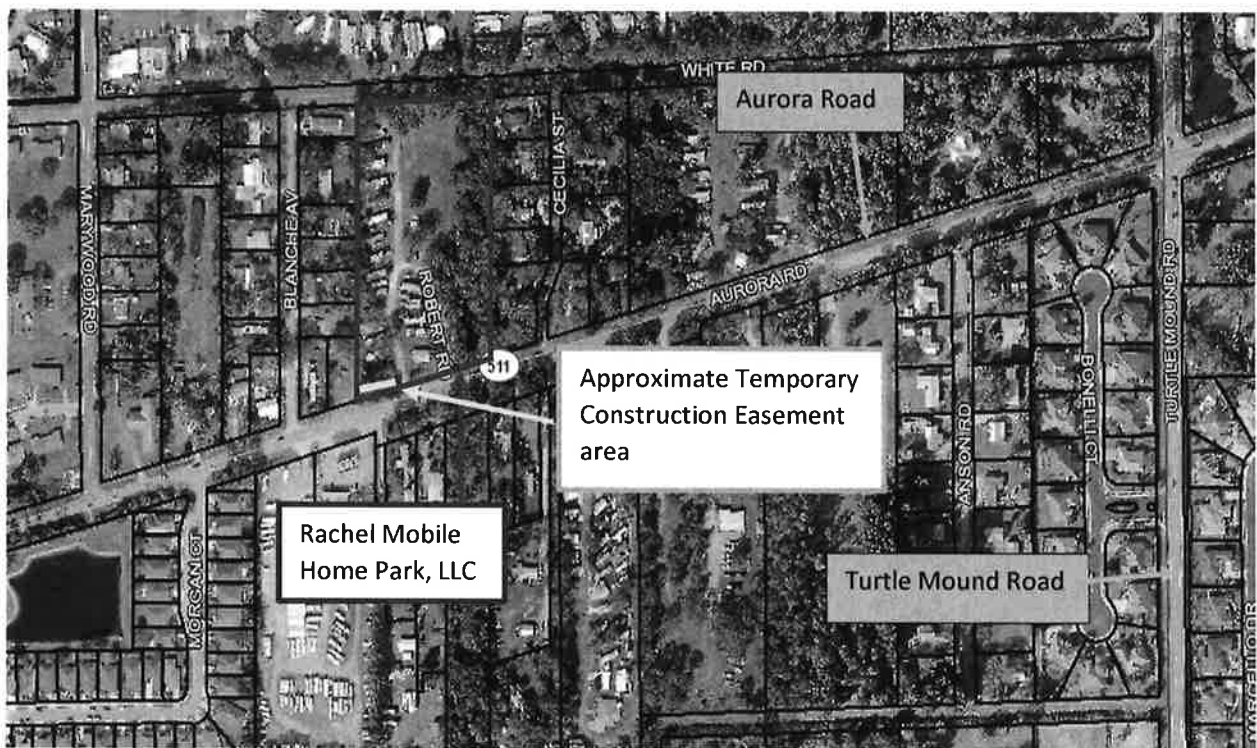 WHITE RD
Aurora Road
MARYWOOD RD
BLANCHE AV
CECILIA ST
ROBERT RD
AURORA RD
511
TURTLE MOUND RD
Approximate Temporary
Construction Easement
area
ANSON RD
BONELLI CT
Rachel Mobile
Home Park, LLC
Turtle Mound Road
MORGAN CT